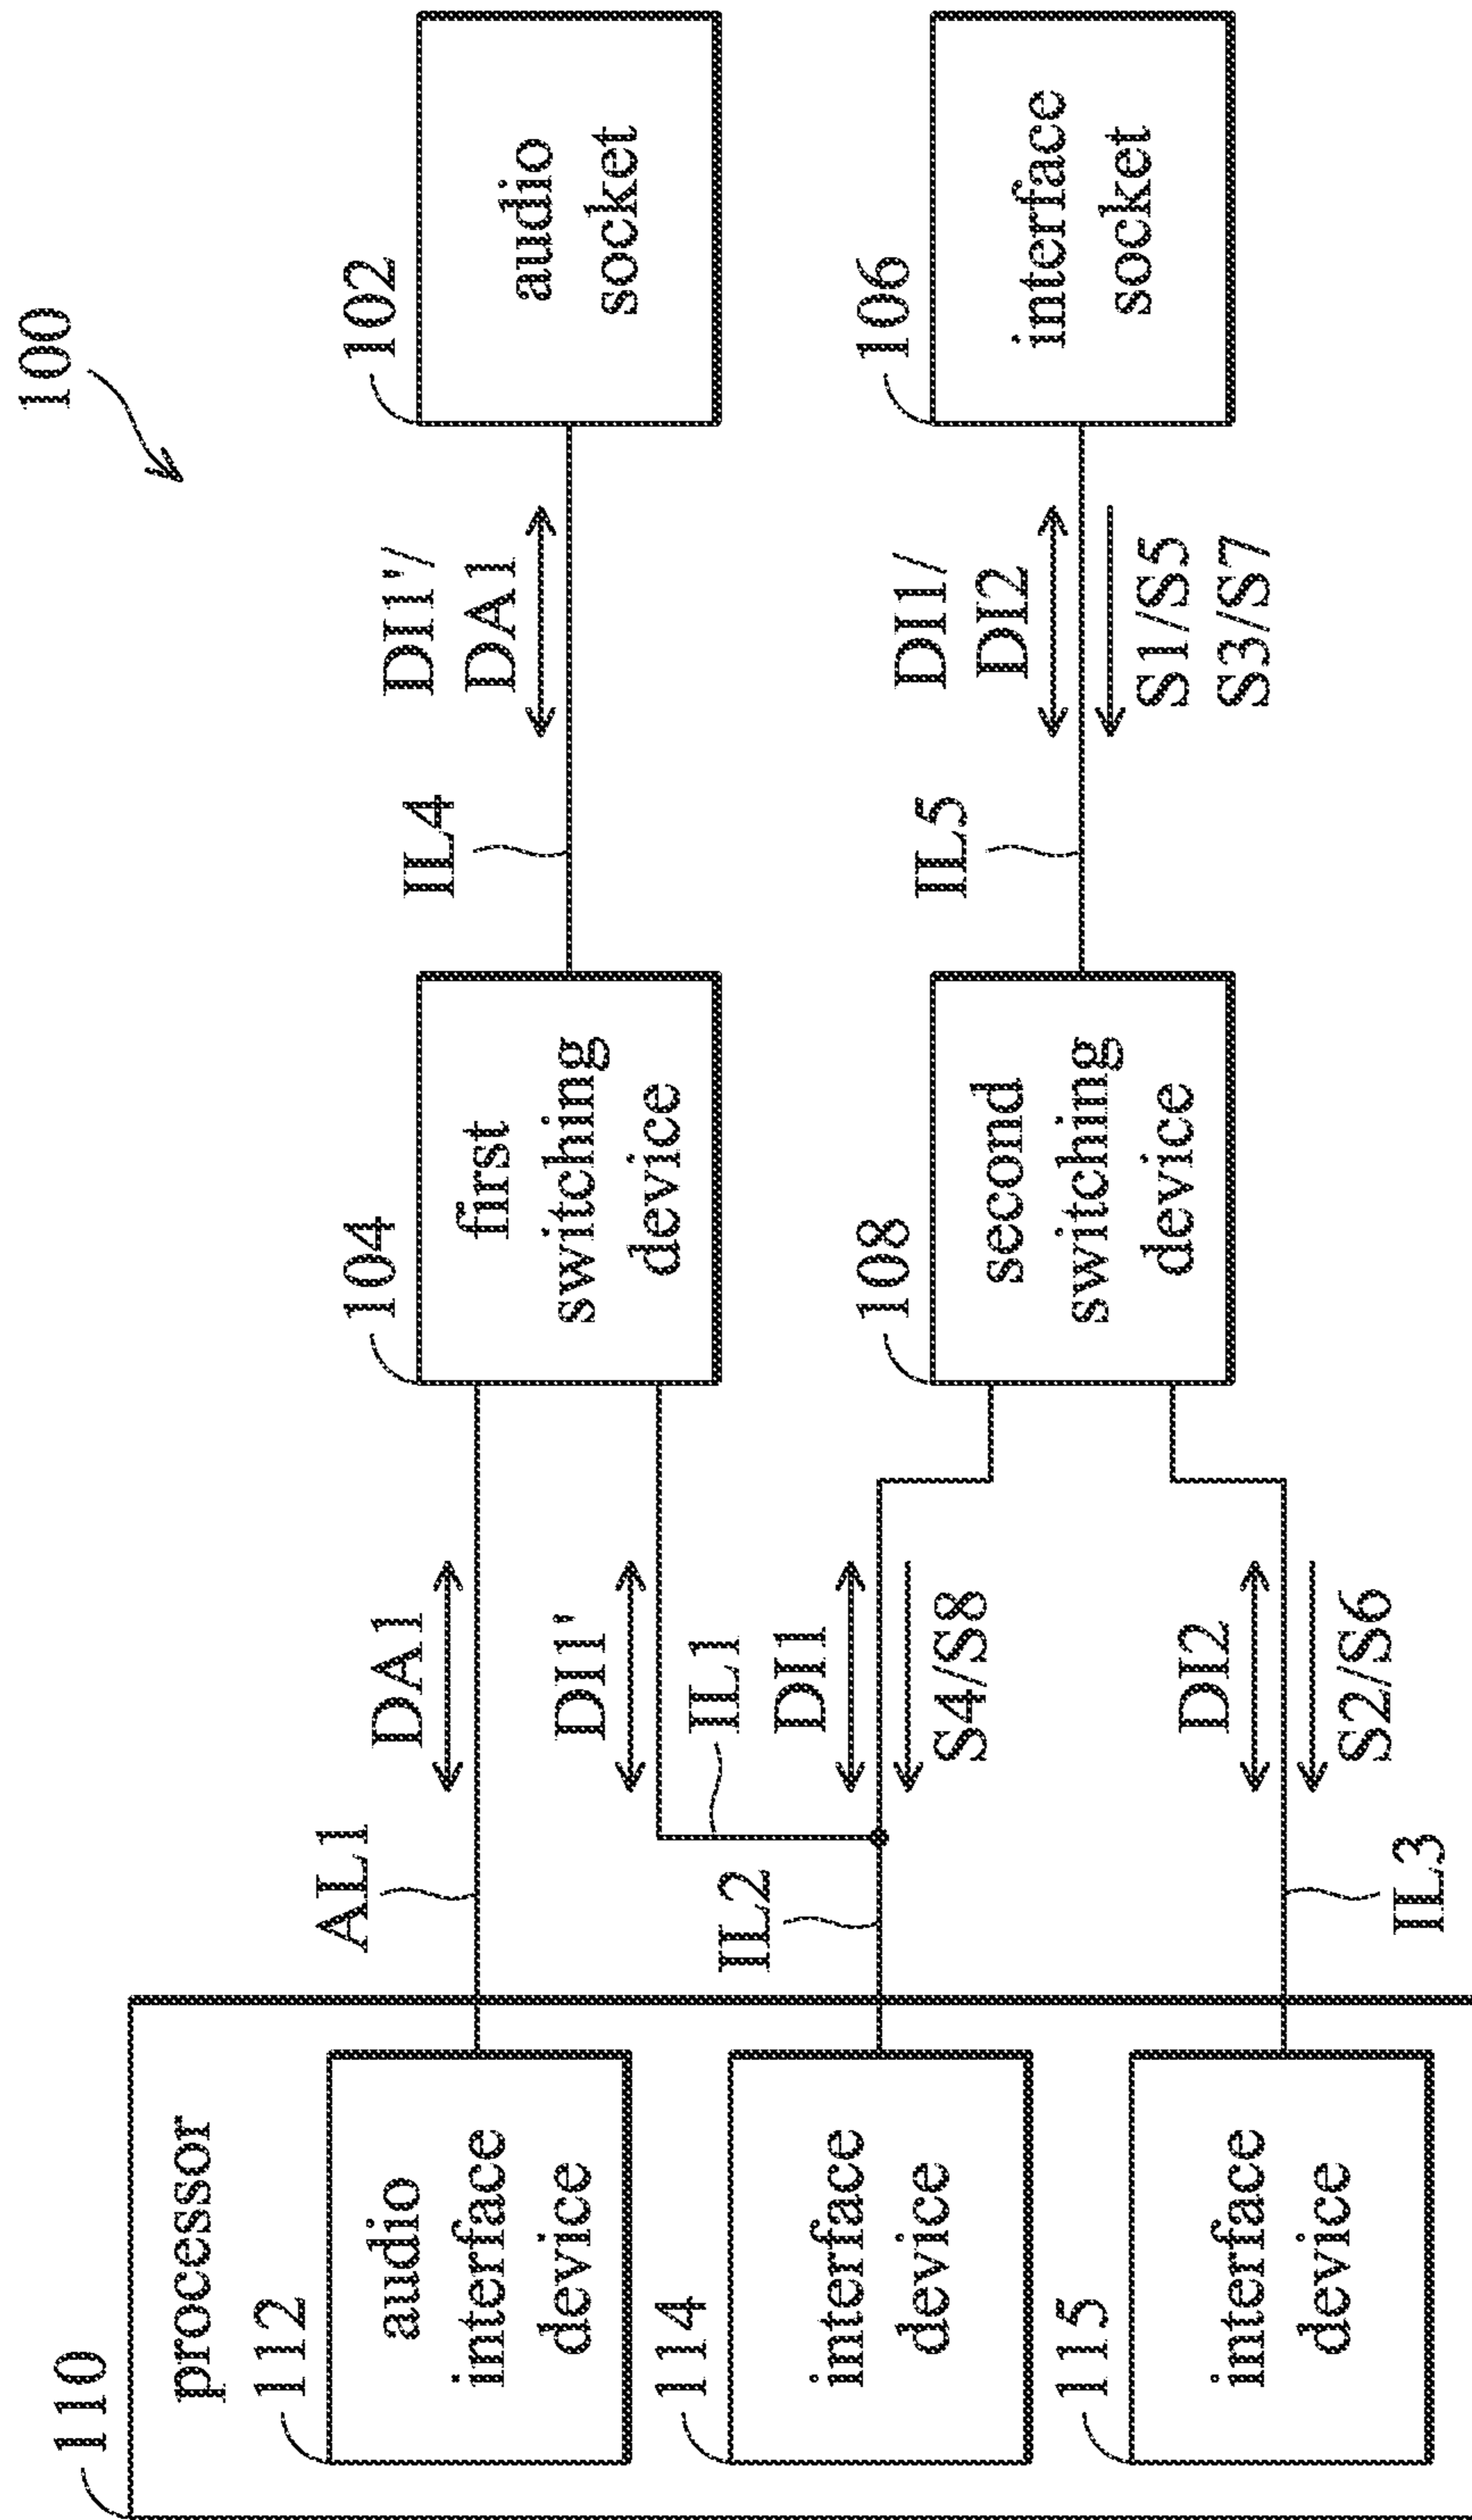 100
110
processor
112
audio
interface
device
114
interface
device
115
interface
device
AL1
DA1
DI1'
IL1
IL2
DI1
S4/S8
DI2
S2/S6
IL3
104
first
switching
device
108
second
switching
device
IL4
DI1'/
DA1
IL5
DI1/
DI2
S1/S5
S3/S7
102
audio
socket
106
interface
socket